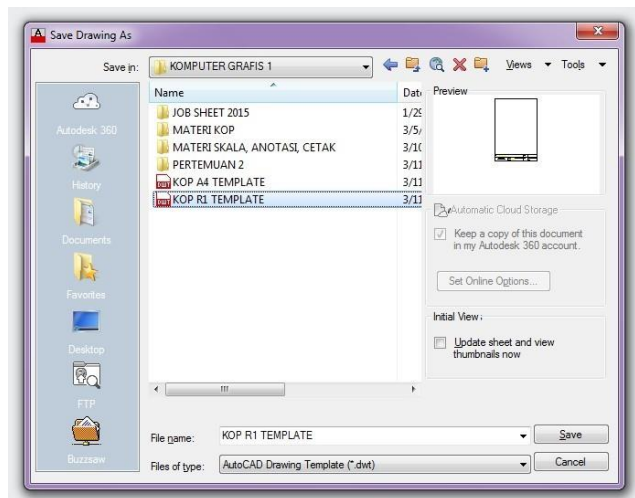 Save Drawing As
Save in: KOMPUTER GRAFIS 1 Views Tools
Autodesk 360
History
Documents
Favorites
Desktop
FTP
Buzzsaw
Name Date
JOB SHEET 2015 1/29
MATERI KOP 3/5/
MATERI SKALA, ANOTASI, CETAK 3/10
PERTEMUAN 2 3/11
KOP A4 TEMPLATE 3/11
KOP R1 TEMPLATE 3/11
Preview
Automatic Cloud Storage
Keep a copy of this document
in my Autodesk 360 account.
Set Online Options...
Initial View:
Update sheet and view
thumbnails now
File name: KOP R1 TEMPLATE Save
Files of type: AutoCAD Drawing Template (*.dwt) Cancel